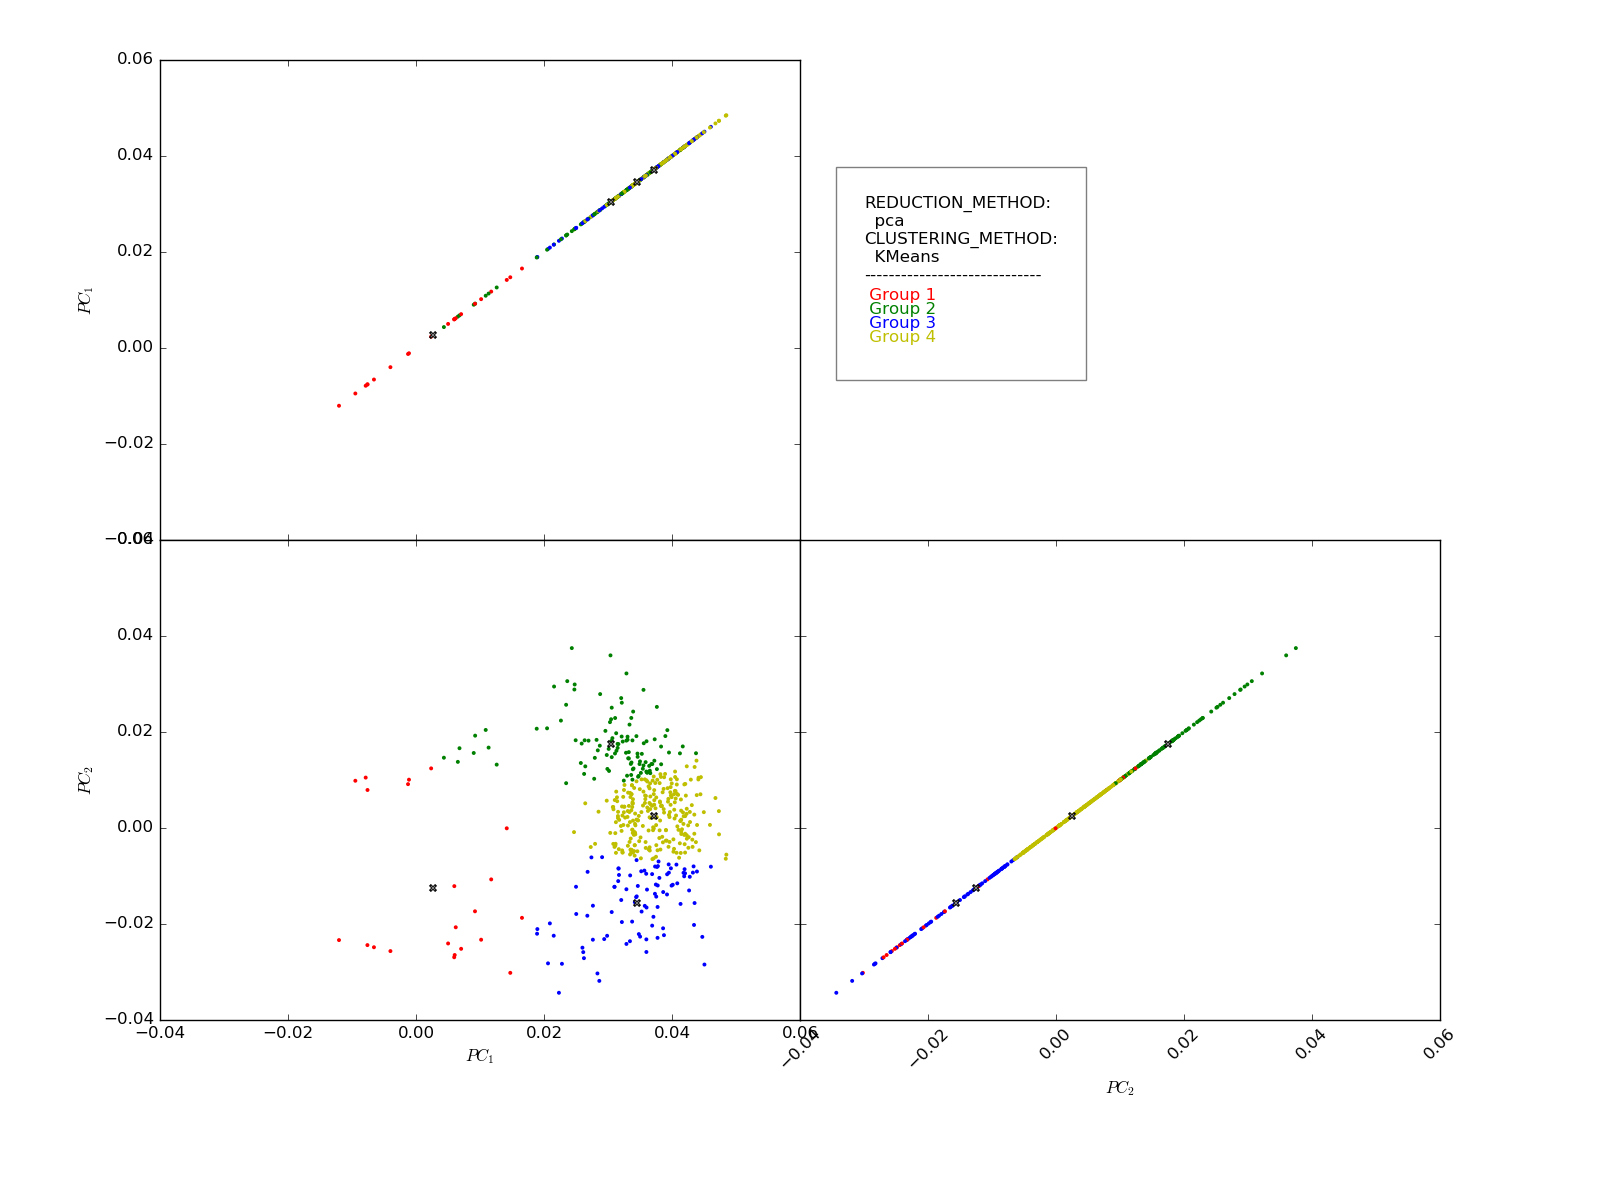 0.06
0.04
0.02
0.00
−0.02
PC1
REDUCTION_METHOD:
pca
CLUSTERING_METHOD:
KMeans
-----------------------------
Group 1
Group 2
Group 3
Group 4
0.04
0.02
0.00
−0.02
−0.04
PC2
−0.04
−0.02
0.00
0.02
0.04
0.06
PC1
−0.04
−0.02
0.00
0.02
0.04
0.06
PC2